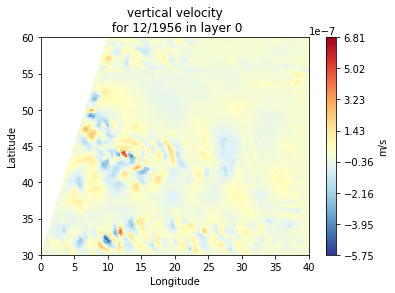 vertical velocity
for 12/1956 in layer 0
1e−7
60
55
50
45
40
35
30
Latitude
0 5 10 15 20 25 30 35 40
Longitude
6.81
5.02
3.23
1.43
−0.36
−2.16
−3.95
−5.75
m/s